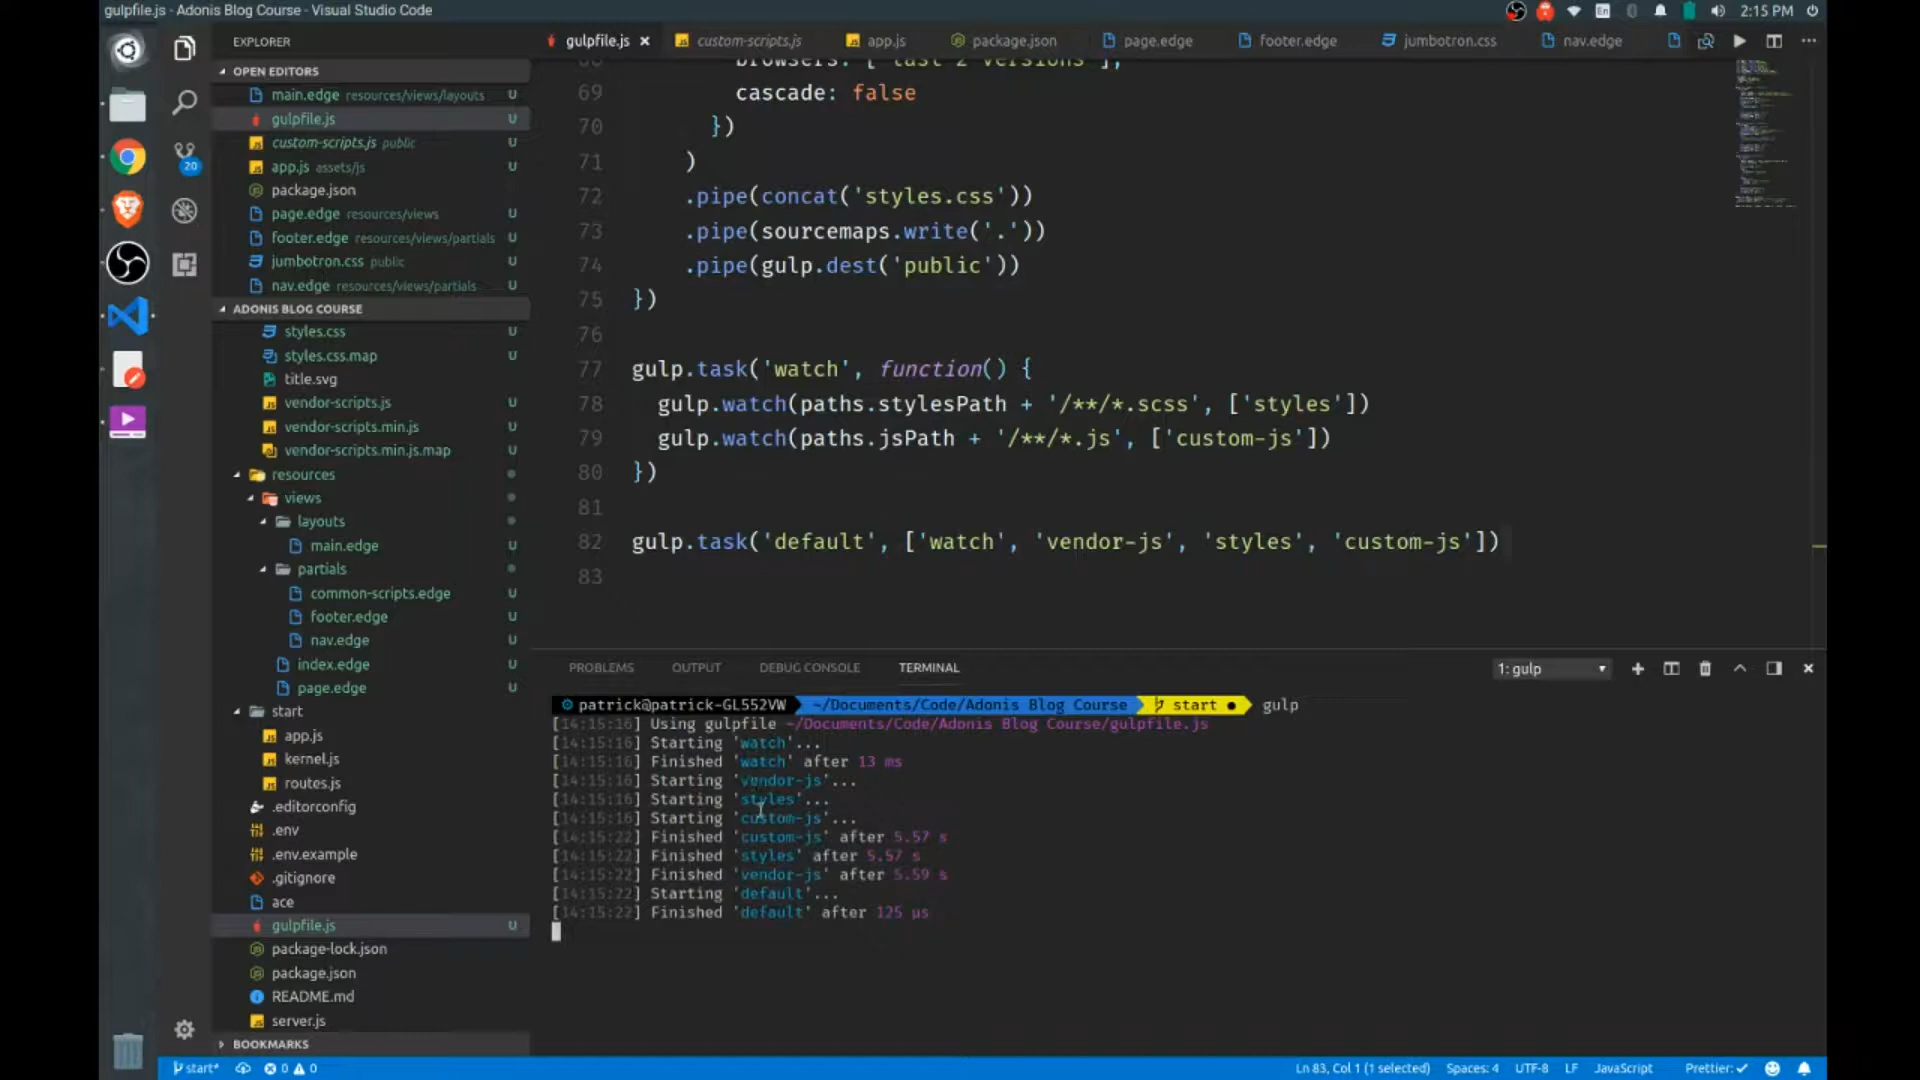 gulpfile.js - Adonis Blog Course - Visual Studio Code
En
2:15 PM
EXPLORER
OPEN EDITORS
main.edge resources/views/layouts U
gulpfile.js U
custom-scripts.js public U
app.js assets/js U
package.json
page.edge resources/views U
footer.edge resources/views/partials U
jumbotron.css public U
nav.edge resources/views/partials U
20
ADONIS BLOG COURSE
styles.css U
styles.css.map U
title.svg
vendor-scripts.js U
vendor-scripts.min.js U
vendor-scripts.min.js.map U
resources
views
layouts
main.edge U
partials
common-scripts.edge U
footer.edge U
nav.edge U
index.edge U
page.edge U
start
app.js
kernel.js
routes.js
.editorconfig
.env
.env.example
.gitignore
ace
gulpfile.js U
package-lock.json
package.json
README.md
server.js
BOOKMARKS
gulpfile.js
custom-scripts.js
app.js
package.json
page.edge
footer.edge
jumbotron.css
nav.edge
68 browsers: ['last 2 versions'],
69 cascade: false
70 })
71 )
72 .pipe(concat('styles.css'))
73 .pipe(sourcemaps.write('.'))
74 .pipe(gulp.dest('public'))
75 })
76
77 gulp.task('watch', function() {
78 gulp.watch(paths.stylesPath + '/**/*.scss', ['styles'])
79 gulp.watch(paths.jsPath + '/**/*.js', ['custom-js'])
80 })
81
82 gulp.task('default', ['watch', 'vendor-js', 'styles', 'custom-js'])
83
PROBLEMS OUTPUT DEBUG CONSOLE TERMINAL
1: gulp
patrick@patrick-GL552VW ~/Documents/Code/Adonis Blog Course start ● gulp
[14:15:16] Using gulpfile ~/Documents/Code/Adonis Blog Course/gulpfile.js
[14:15:16] Starting 'watch'...
[14:15:16] Finished 'watch' after 13 ms
[14:15:16] Starting 'vendor-js'...
[14:15:16] Starting 'styles'...
[14:15:16] Starting 'custom-js'...
[14:15:22] Finished 'custom-js' after 5.57 s
[14:15:22] Finished 'styles' after 5.57 s
[14:15:22] Finished 'vendor-js' after 5.59 s
[14:15:22] Starting 'default'...
[14:15:22] Finished 'default' after 125 μs
start* 0 0
Ln 83, Col 1 (1 selected) Spaces: 4 UTF-8 LF JavaScript Prettier: ✓